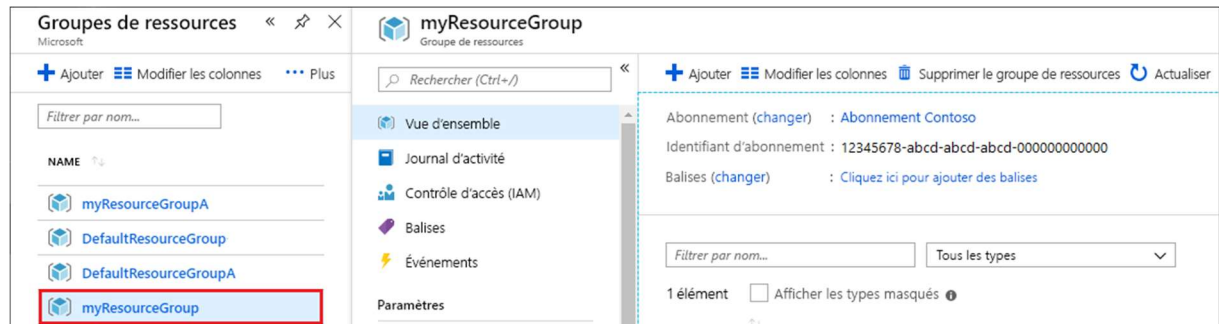 Groupes de ressources
Microsoft
Ajouter Modifier les colonnes Plus
Filtrer par nom...
NAME
myResourceGroupA
DefaultResourceGroup
DefaultResourceGroupA
myResourceGroup
myResourceGroup
Groupe de ressources
Rechercher (Ctrl+/)
Vue d'ensemble
Journal d'activité
Contrôle d'accès (IAM)
Balises
Événements
Paramètres
Ajouter Modifier les colonnes Supprimer le groupe de ressources Actualiser
Abonnement (changer) : Abonnement Contoso
Identifiant d'abonnement : 12345678-abcd-abcd-abcd-000000000000
Balises (changer) : Cliquez ici pour ajouter des balises
Filtrer par nom... Tous les types
1 élément Afficher les types masqués